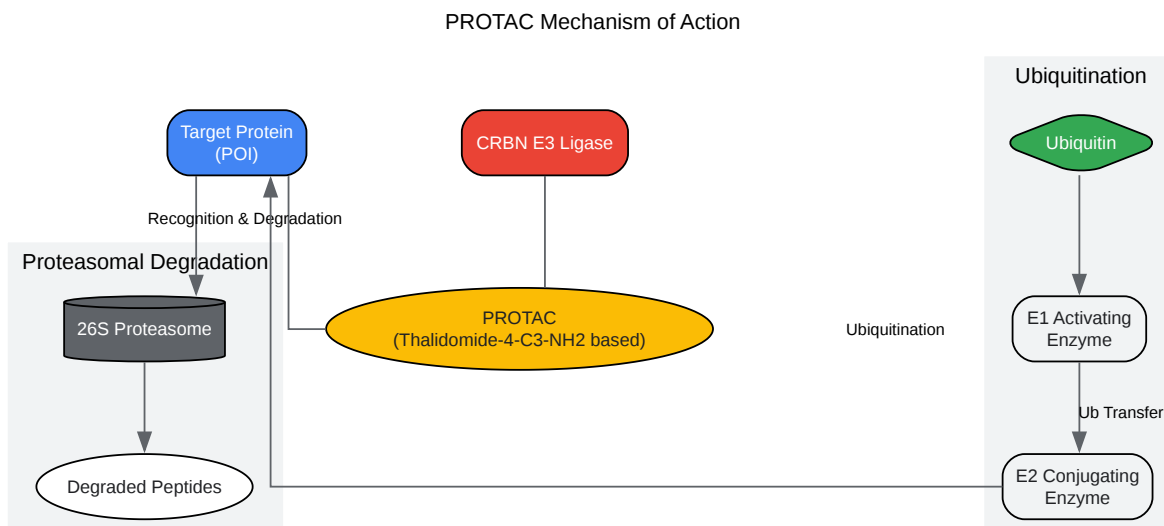 PROTAC Mechanism of Action
Ubiquitination
Target Protein
(POI)
CRBN E3 Ligase
Ubiquitin
Recognition & Degradation
Proteasomal Degradation
26S Proteasome
PROTAC
(Thalidomide-4-C3-NH2 based)
Ubiquitination
E1 Activating
Enzyme
Ub Transfer
Degraded Peptides
E2 Conjugating
Enzyme